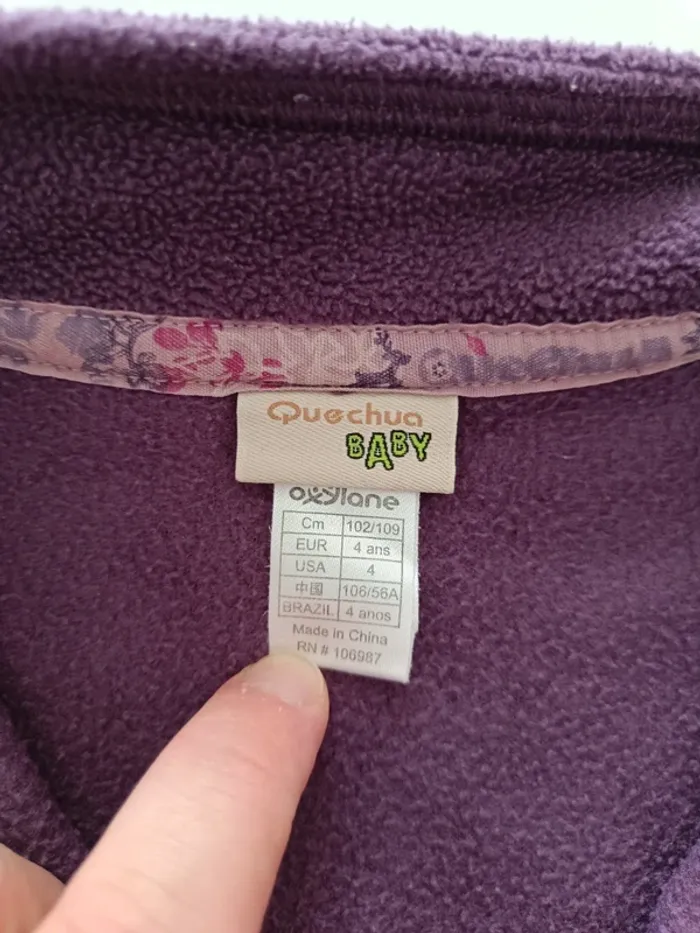 Quechua
Quechua
BABY
oxylane
Cm 102/109
EUR 4 ans
USA 4
中国 106/56A
BRAZIL 4 anos
Made in China
RN # 106987